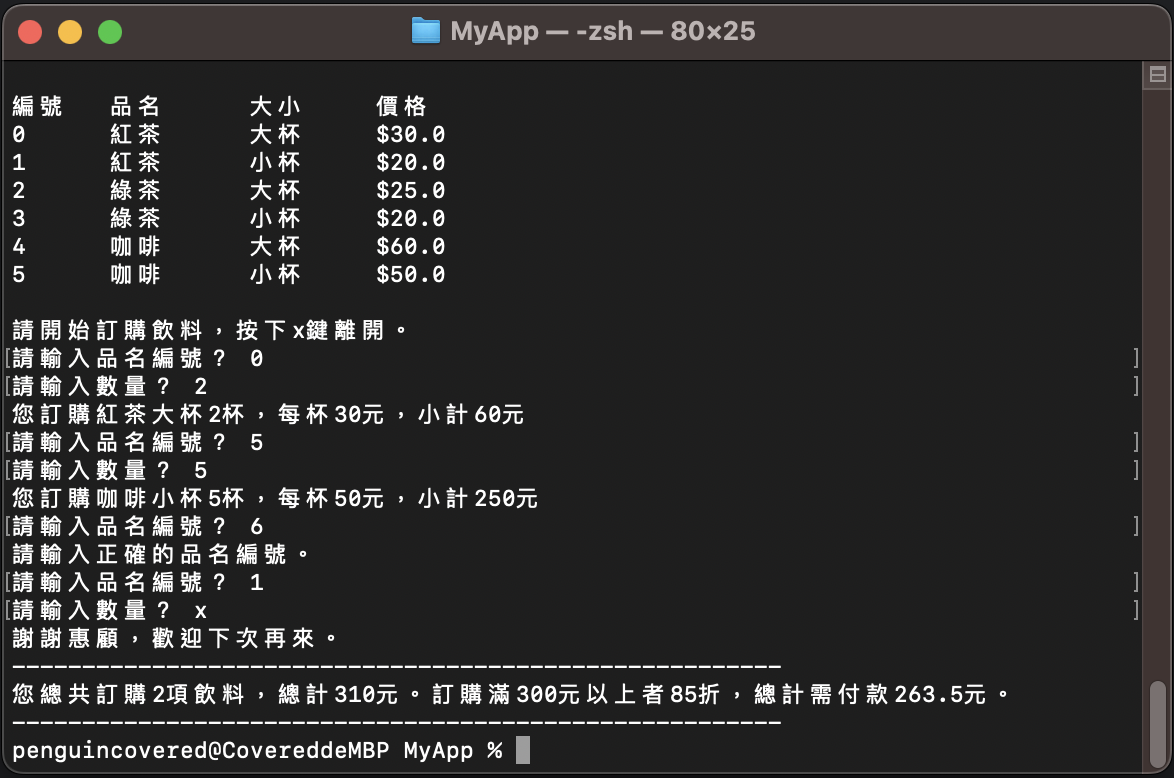 MyApp — -zsh — 80×25
編號 品名 大小 價格
0 紅茶 大杯 $30.0
1 紅茶 小杯 $20.0
2 綠茶 大杯 $25.0
3 綠茶 小杯 $20.0
4 咖啡 大杯 $60.0
5 咖啡 小杯 $50.0
請開始訂購飲料，按下x鍵離開。
[請輸入品名編號？ 0 ]
[請輸入數量？ 2 ]
您訂購紅茶大杯2杯，每杯30元，小計60元
[請輸入品名編號？ 5 ]
[請輸入數量？ 5 ]
您訂購咖啡小杯5杯，每杯50元，小計250元
[請輸入品名編號？ 6 ]
請輸入正確的品名編號。
[請輸入品名編號？ 1 ]
[請輸入數量？ x ]
謝謝惠顧，歡迎下次再來。
-------------------------------------------------------
您總共訂購2項飲料，總計310元。訂購滿300元以上者85折，總計需付款263.5元。
-------------------------------------------------------
penguincovered@CovereddeMBP MyApp %